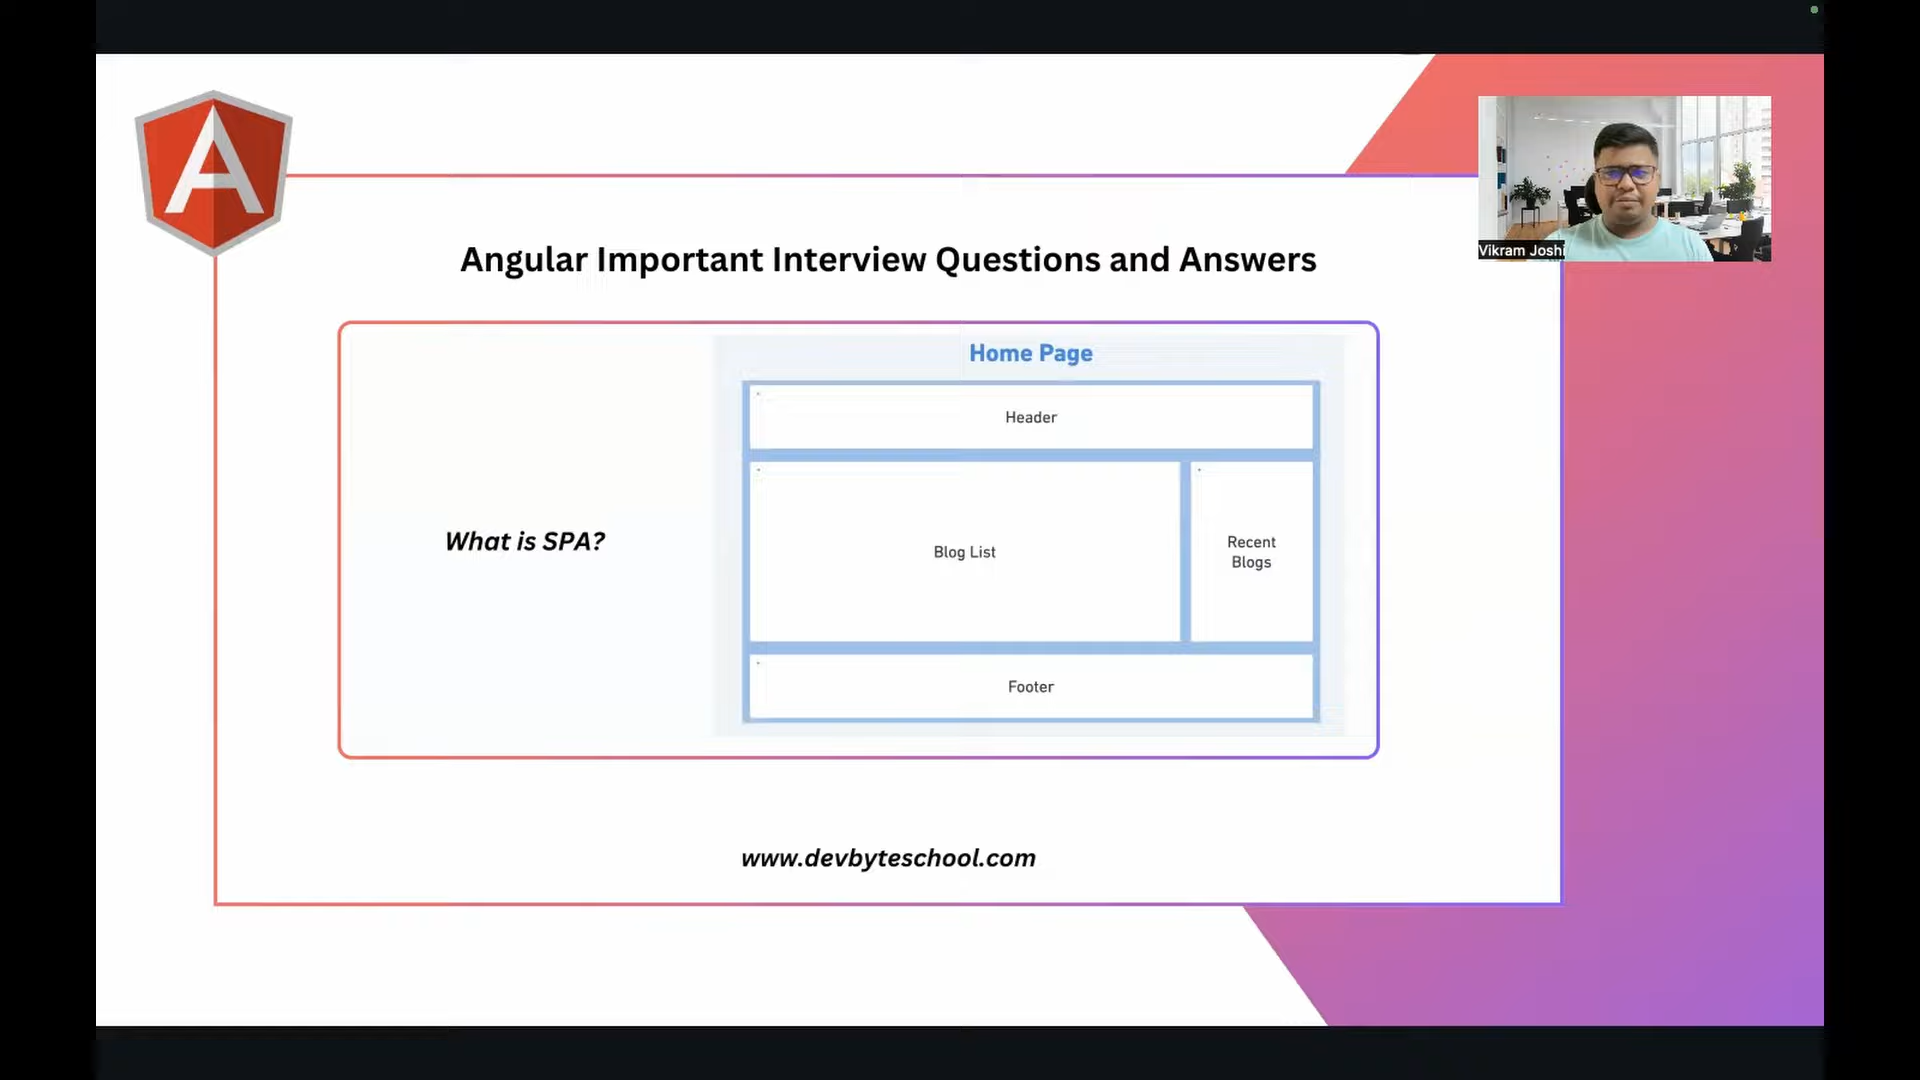 Vikram Joshi
Angular Important Interview Questions and Answers
What is SPA?
Home Page
Header
Blog List
Recent
Blogs
Footer
www.devbyteschool.com